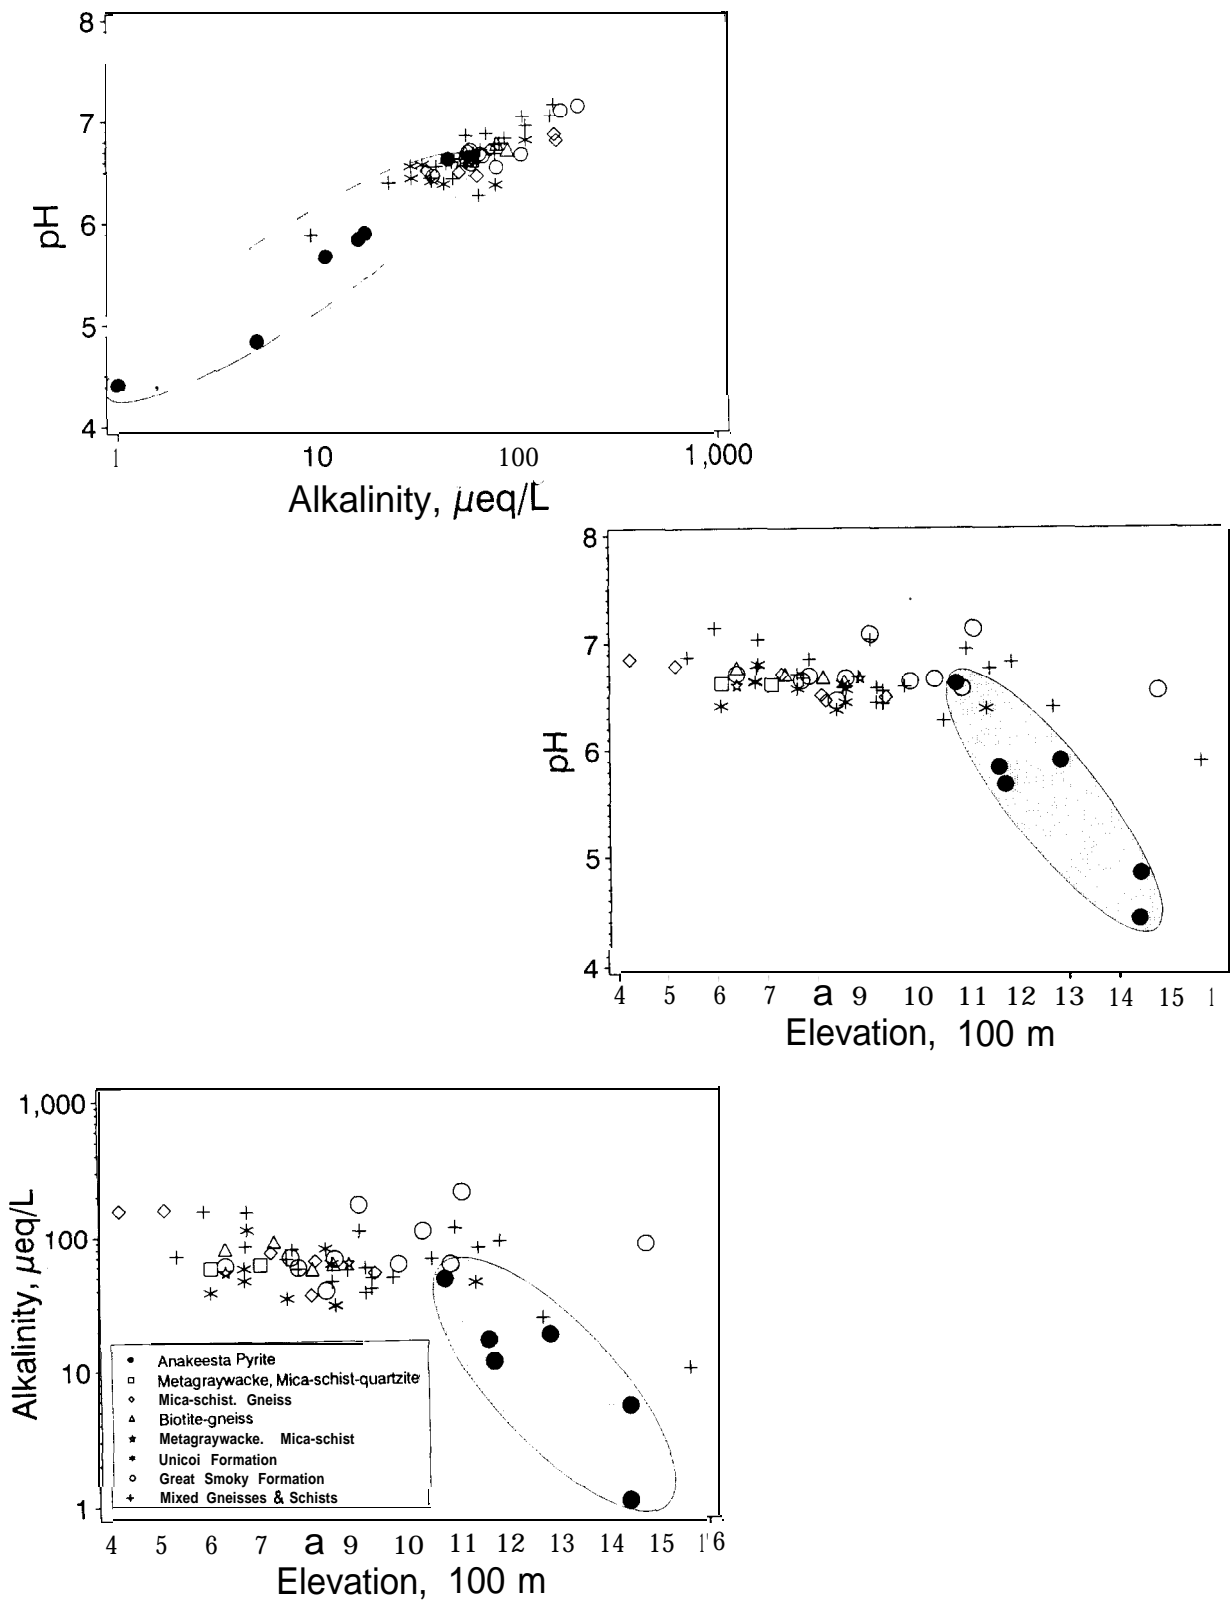 8
7
6
5
4
pH
1 10 100 1,000
Alkalinity, µeq/L
8
7
6
5
4
pH
4 5 6 7 a 9 10 11 12 13 14 15 1
Elevation, 100 m
1,000
100
10
1
Alkalinity, µeq/L
Anakeesta Pyrite
Metagraywacke, Mica-schist-quartzite
Mica-schist. Gneiss
Biotite-gneiss
Metagraywacke. Mica-schist
Unicoi Formation
Great Smoky Formation
Mixed Gneisses & Schists
4 5 6 7 a 9 10 11 12 13 14 15 1'6
Elevation, 100 m